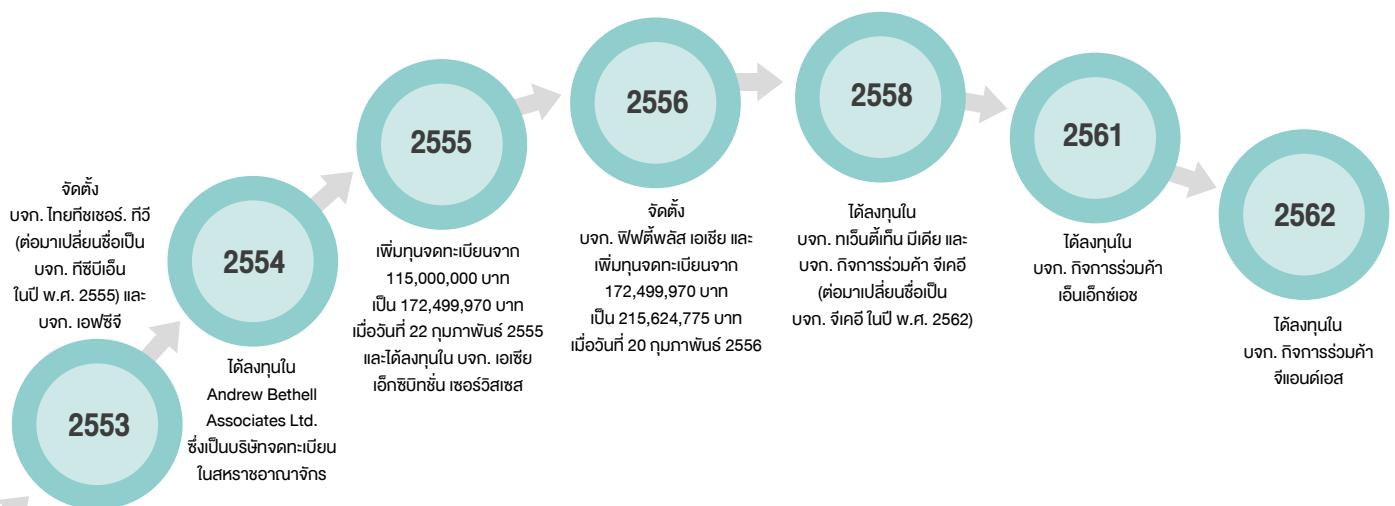 จัดตั้ง
บจก. ไทยทีชเชอร์. ทีวี
(ต่อมาเปลี่ยนชื่อเป็น
บจก. ทีซีบีเอ็น
ในปี พ.ศ. 2555) และ
บจก. เอฟซีจี
2553
2554
ได้ลงทุนใน
Andrew Bethell
Associates Ltd.
ซึ่งเป็นบริษัทจดทะเบียน
ในสหราชอาณาจักร
2555
เพิ่มทุนจดทะเบียนจาก
115,000,000 บาท
เป็น 172,499,970 บาท
เมื่อวันที่ 22 กุมภาพันธ์ 2555
และได้ลงทุนใน บจก. เอเชีย
เอ็กซิบิทชั่น เซอร์วิสเซส
2556
จัดตั้ง
บจก. ฟิฟตี้พลัส เอเชีย และ
เพิ่มทุนจดทะเบียนจาก
172,499,970 บาท
เป็น 215,624,775 บาท
เมื่อวันที่ 20 กุมภาพันธ์ 2556
2558
ได้ลงทุนใน
บจก. ทเว็นตี้เท็น มีเดีย และ
บจก. กิจการร่วมค้า จีเคอี
(ต่อมาเปลี่ยนชื่อเป็น
บจก. จีเคอี ในปี พ.ศ. 2562)
2561
ได้ลงทุนใน
บจก. กิจการร่วมค้า
เอ็นเอ็กซ์เอช
2562
ได้ลงทุนใน
บจก. กิจการร่วมค้า
จีแอนด์เอส